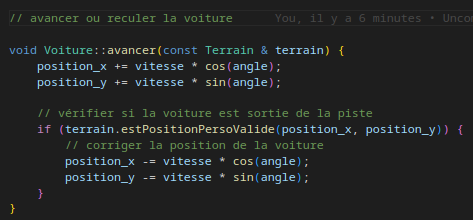 // avancer ou reculer la voiture You, il y a 6 minutes • Uncom
void Voiture::avancer(const Terrain & terrain) {
position_x += vitesse * cos(angle);
position_y += vitesse * sin(angle);
// vérifier si la voiture est sortie de la piste
if (terrain.estPositionPersoValide(position_x, position_y)) {
// corriger la position de la voiture
position_x -= vitesse * cos(angle);
position_y -= vitesse * sin(angle);
}
}